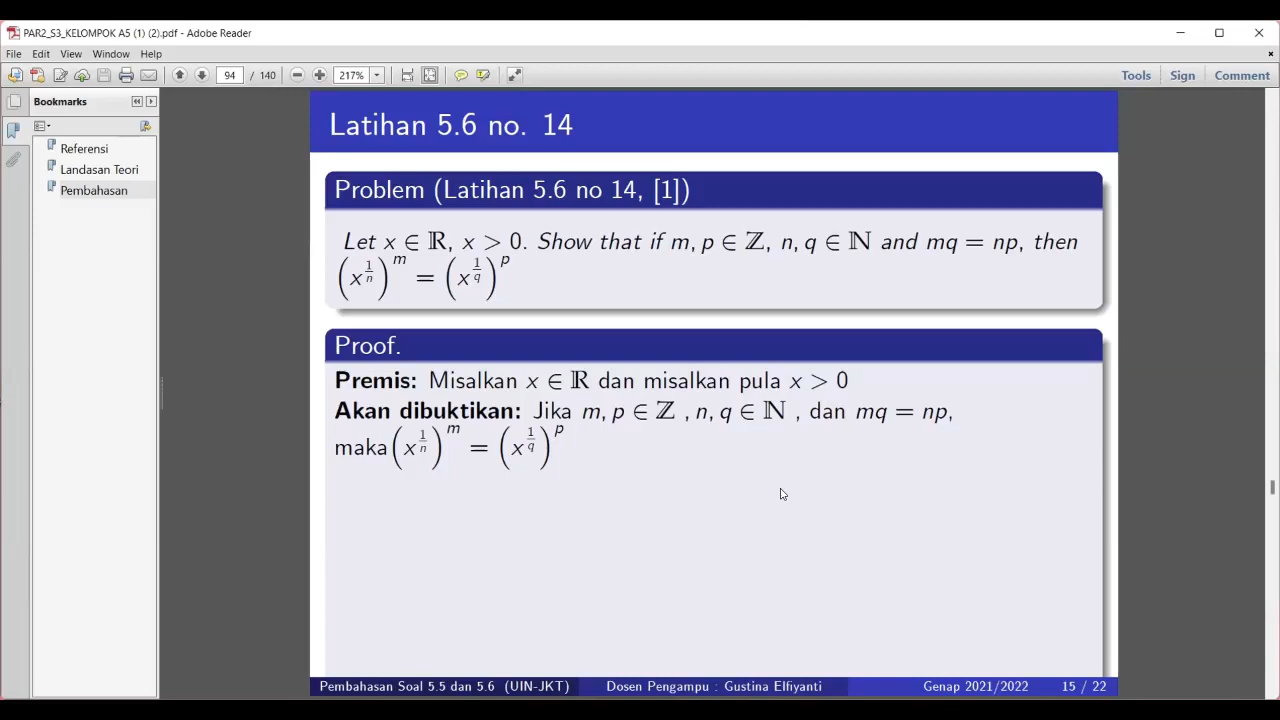 PAR2_S3_KELOMPOK A5 (1) (2).pdf - Adobe Reader
File Edit View Window Help
94 / 140 217% Tools Sign Comment
Bookmarks
Referensi
Landasan Teori
Pembahasan
Latihan 5.6 no. 14
Problem (Latihan 5.6 no 14, [1])
Let x ∈ ℝ, x > 0. Show that if m, p ∈ ℤ, n, q ∈ ℕ and mq = np, then
(x^{1/n})^m = (x^{1/q})^p
Proof.
Premis: Misalkan x ∈ ℝ dan misalkan pula x > 0
Akan dibuktikan: Jika m, p ∈ ℤ , n, q ∈ ℕ , dan mq = np,
maka (x^{1/n})^m = (x^{1/q})^p
Pembahasan Soal 5.5 dan 5.6 (UIN-JKT) Dosen Pengampu : Gustina Elfiyanti Genap 2021/2022 15 / 22